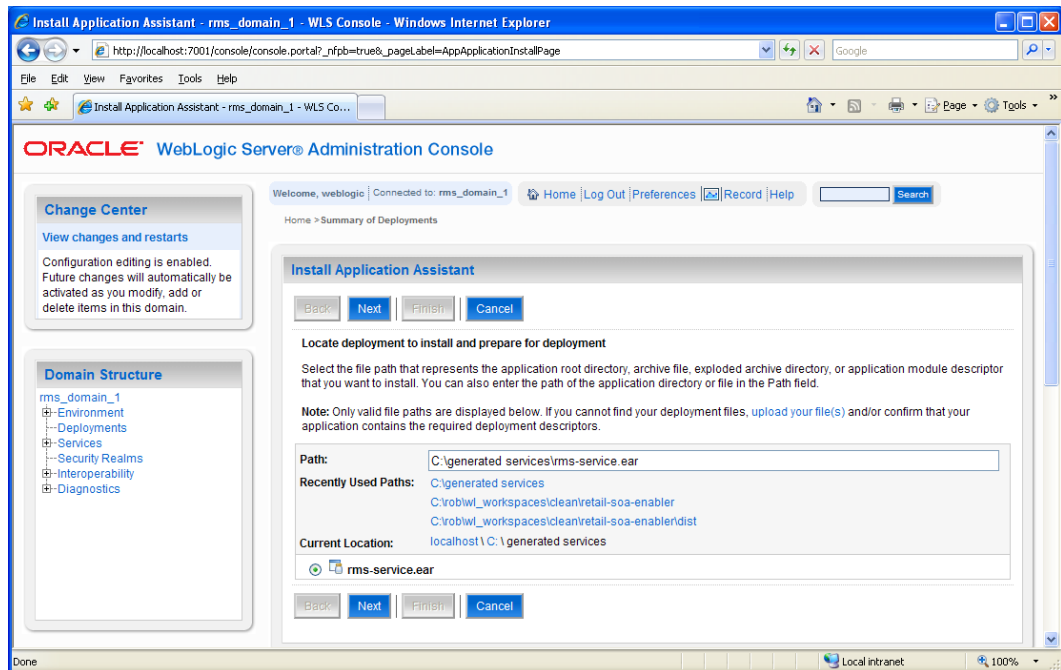 Install Application Assistant - rms_domain_1 - WLS Console - Windows Internet Explorer
http://localhost:7001/console/console.portal?_nfpb=true&_pageLabel=AppApplicationInstallPage
Google
File Edit View Favorites Tools Help
Install Application Assistant - rms_domain_1 - WLS Co...
Page Tools
ORACLE WebLogic Server® Administration Console
Change Center
View changes and restarts
Configuration editing is enabled.
Future changes will automatically be
activated as you modify, add or
delete items in this domain.
Domain Structure
rms_domain_1
Environment
Deployments
Services
Security Realms
Interoperability
Diagnostics
Welcome, weblogic Connected to: rms_domain_1 Home Log Out Preferences Record Help Search
Home >Summary of Deployments
Install Application Assistant
Back Next Finish Cancel
Locate deployment to install and prepare for deployment
Select the file path that represents the application root directory, archive file, exploded archive directory, or application module descriptor
that you want to install. You can also enter the path of the application directory or file in the Path field.
Note: Only valid file paths are displayed below. If you cannot find your deployment files, upload your file(s) and/or confirm that your
application contains the required deployment descriptors.
Path: C:\generated services\rms-service.ear
Recently Used Paths: C:\generated services
C:\rob\wl_workspaces\clean\retail-soa-enabler
C:\rob\wl_workspaces\clean\retail-soa-enabler\dist
Current Location: localhost \ C: \ generated services
rms-service.ear
Back Next Finish Cancel
Done Local intranet 100%